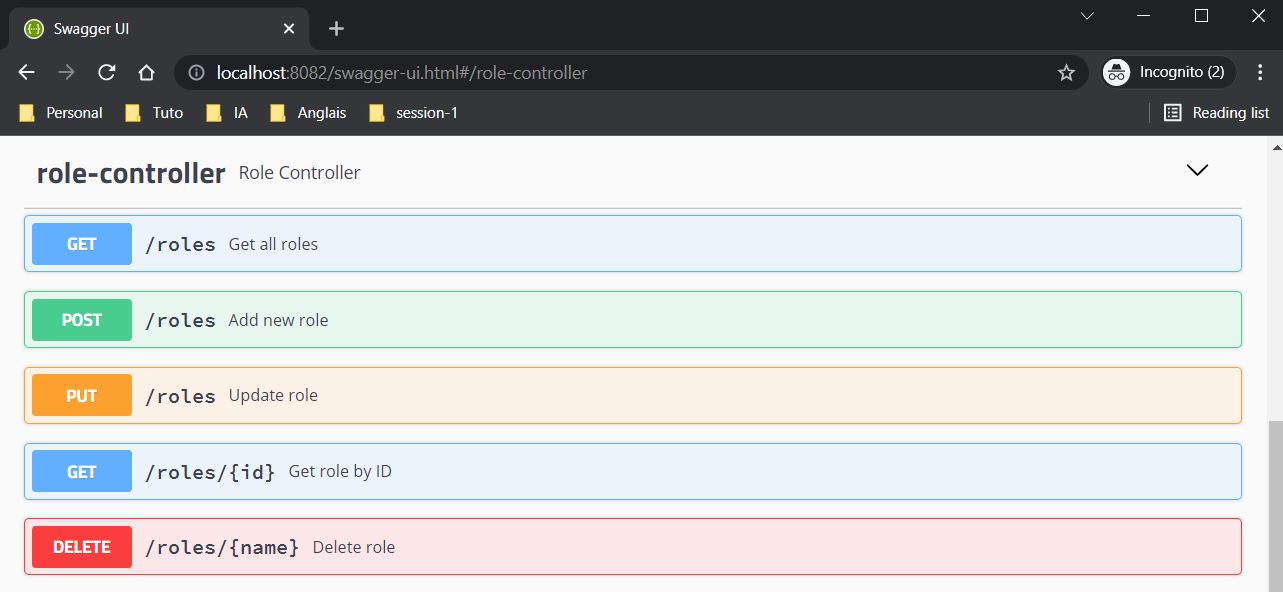 Swagger UI
localhost:8082/swagger-ui.html#/role-controller
Incognito (2)
Personal Tuto IA Anglais session-1 Reading list
role-controller Role Controller
GET /roles Get all roles
POST /roles Add new role
PUT /roles Update role
GET /roles/{id} Get role by ID
DELETE /roles/{name} Delete role